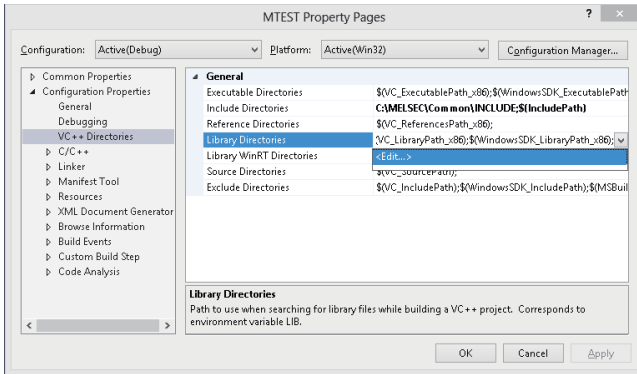 MTEST Property Pages
? ×
Configuration: Active(Debug) Platform: Active(Win32) Configuration Manager...
Common Properties
Configuration Properties
General
Debugging
VC++ Directories
C/C++
Linker
Manifest Tool
Resources
XML Document Generator
Browse Information
Build Events
Custom Build Step
Code Analysis
General
Executable Directories $(VC_ExecutablePath_x86);$(WindowsSDK_ExecutablePath
Include Directories C:\MELSEC\Common\INCLUDE;$(IncludePath)
Reference Directories $(VC_ReferencesPath_x86);
Library Directories VC_LibraryPath_x86);$(WindowsSDK_LibraryPath_x86);
Library WinRT Directories <Edit...>
Source Directories $(VC_SourcePath);
Exclude Directories $(VC_IncludePath);$(WindowsSDK_IncludePath);$(MSBuil
Library Directories
Path to use when searching for library files while building a VC++ project. Corresponds to
environment variable LIB.
OK Cancel Apply